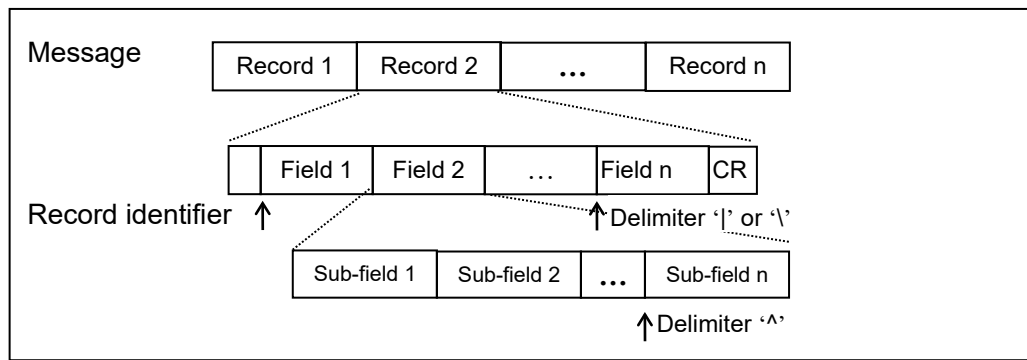 Message
Record 1 Record 2 ... Record n
Field 1 Field 2 ... Field n CR
Record identifier Delimiter ‘|’ or ‘\’
Sub-field 1 Sub-field 2 ... Sub-field n
Delimiter ‘^’